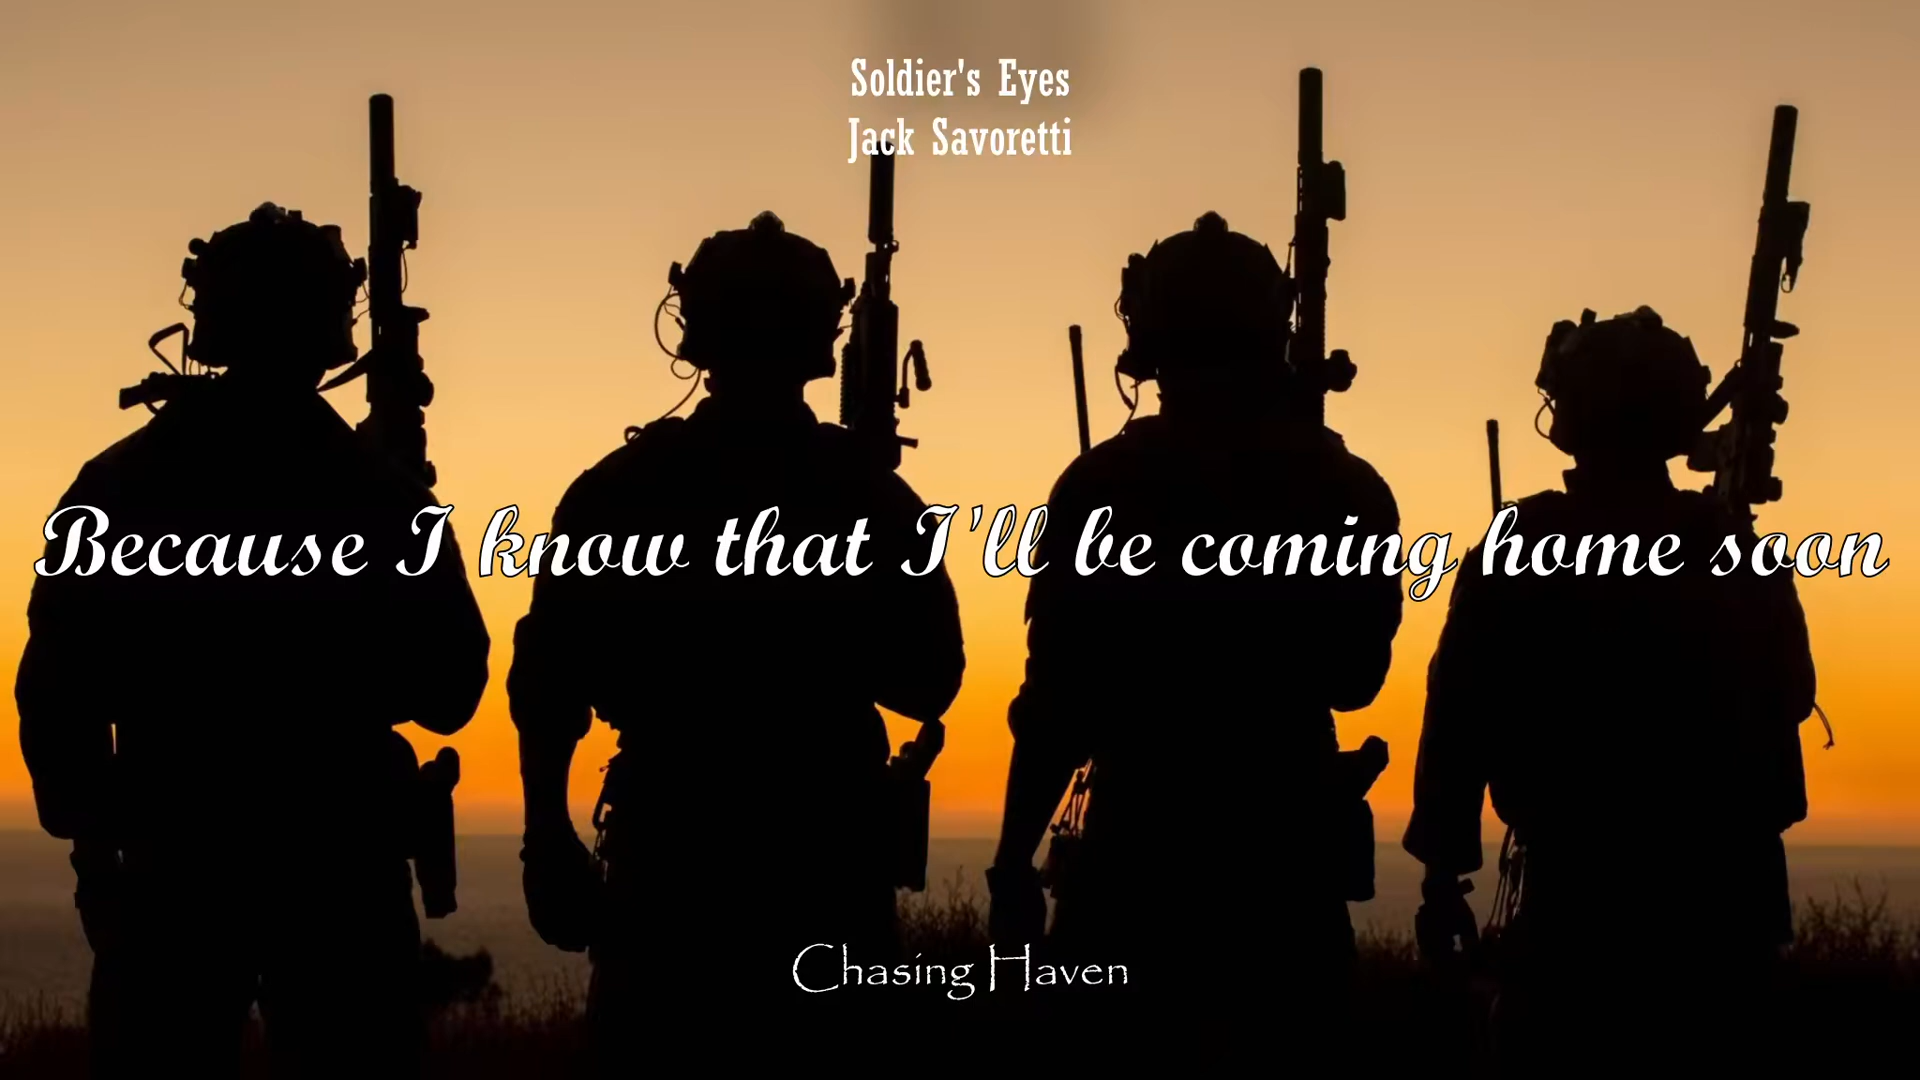 Soldier's Eyes
Jack Savoretti
Because I know that I'll be coming home soon
Chasing Haven